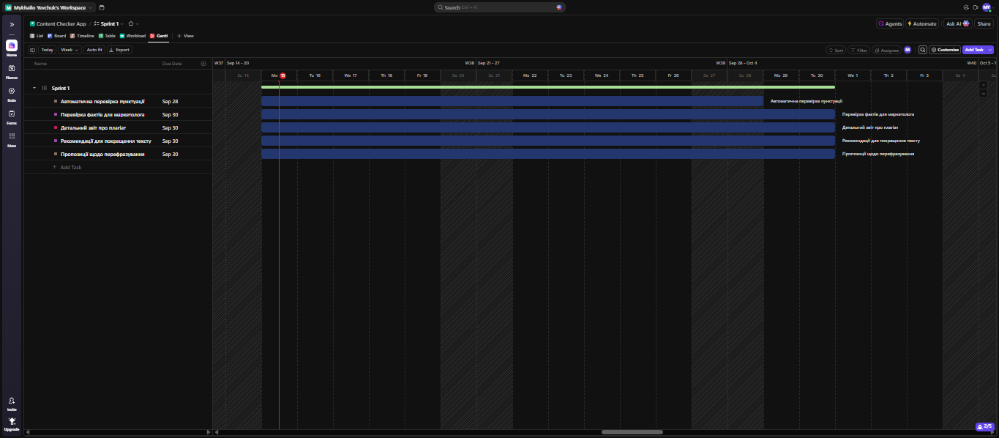 M Mykhailo Yevchuk's Workspace
Search Ctrl + K
MY
Content Checker App / Sprint 1
Agents Automate Ask AI Share
List Board Timeline Table Workload Gantt + View
Today Week Auto fit Export
Sort Filter Assignee M Customize Add Task
Home
Planner
Brain
Forms
More
Invite
Upgrade
Name Due Date
W37 Sep 14 - 20 W38 Sep 21 - 27 W39 Sep 28 - Oct 4 W40 Oct 5 - 1
Su 14 Mo 15 Tu 16 We 17 Th 18 Fr 19 Sa 20 Su 21 Mo 22 Tu 23 We 24 Th 25 Fr 26 Sa 27 Su 28 Mo 29 Tu 30 We 1 Th 2 Fr 3 Sa 4 Su
Sprint 1
Автоматична перевірка пунктуації Sep 28 Автоматична перевірка пунктуації
Перевірка фактів для маркетолога Sep 30 Перевірка фактів для маркетолога
Детальний звіт про плагіат Sep 30 Детальний звіт про плагіат
Рекомендації для покращення тексту Sep 30 Рекомендації для покращення тексту
Пропозиції щодо перефразування Sep 30 Пропозиції щодо перефразування
+ Add Task
2/5